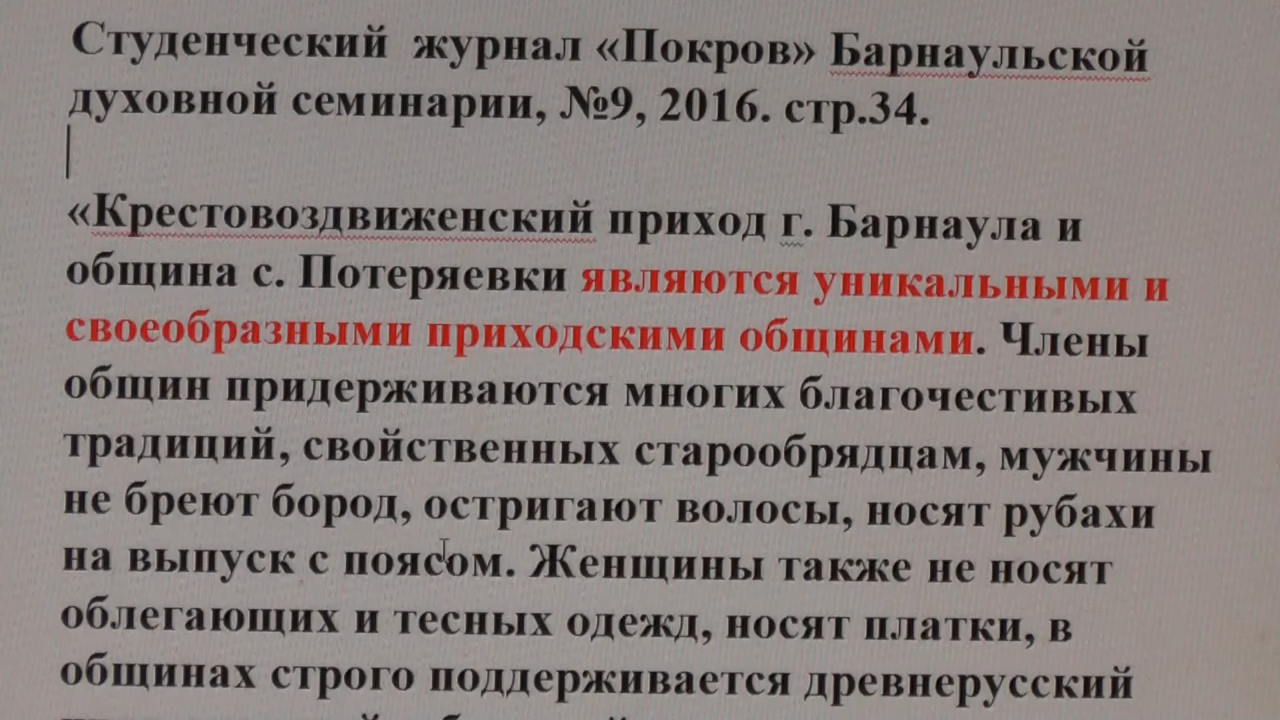 Студенческий журнал «Покров» Барнаульской
духовной семинарии, №9, 2016. стр.34.
«Крестовоздвиженский приход г. Барнаула и
община с. Потеряевки являются уникальными и
своеобразными приходскими общинами. Члены
общин придерживаются многих благочестивых
традиций, свойственных старообрядцам, мужчины
не бреют бород, остригают волосы, носят рубахи
на выпуск с поясом. Женщины также не носят
облегающих и тесных одежд, носят платки, в
общинах строго поддерживается древнерусский